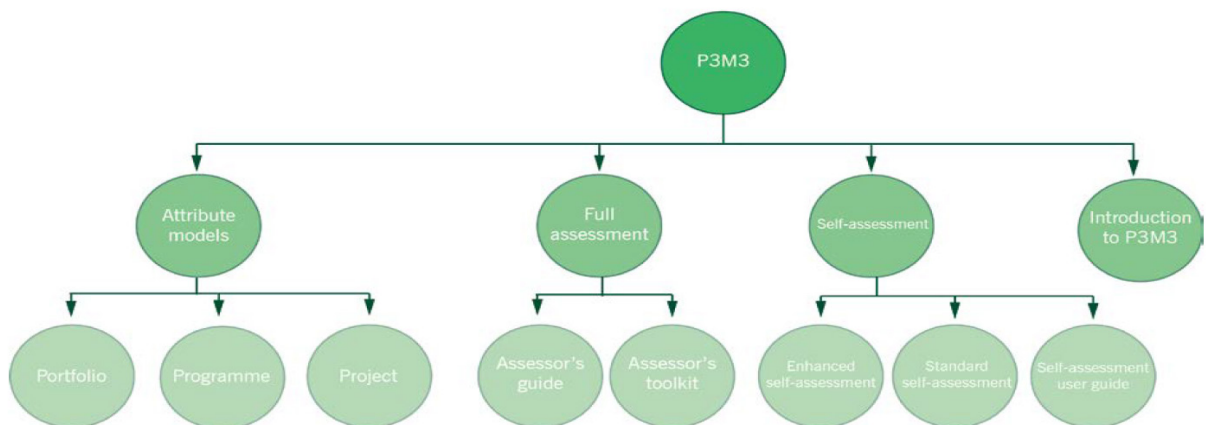 P3M3
Attribute
models
Full
assessment
Self-assessment
Introduction
to P3M3
Portfolio
Programme
Project
Assessor's
guide
Assessor's
toolkit
Enhanced
self-assessment
Standard
self-assessment
Self-assessment
user guide